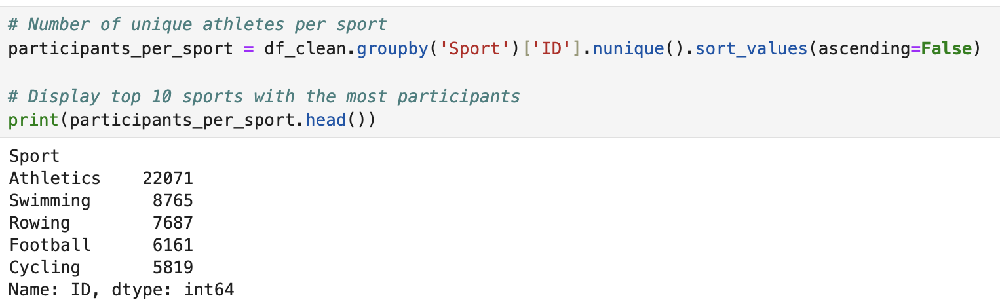 # Number of unique athletes per sport
participants_per_sport = df_clean.groupby('Sport')['ID'].nunique().sort_values(ascending=False)

# Display top 10 sports with the most participants
print(participants_per_sport.head())
Sport
Athletics    22071
Swimming      8765
Rowing        7687
Football      6161
Cycling       5819
Name: ID, dtype: int64